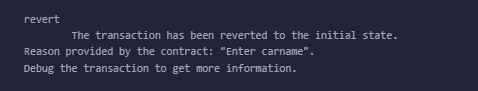 revert
The transaction has been reverted to the initial state.
Reason provided by the contract: "Enter carname".
Debug the transaction to get more information.